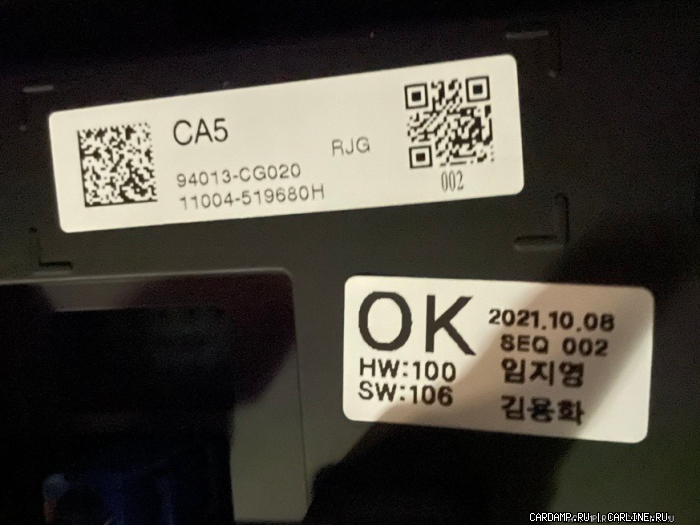 CA5
RJG
94013-CG020
11004-519680H
002
OK
2021.10.08
SEQ 002
HW:100
임지영
SW:106
김용화
CARDAMP.RU | CARLINE.RU